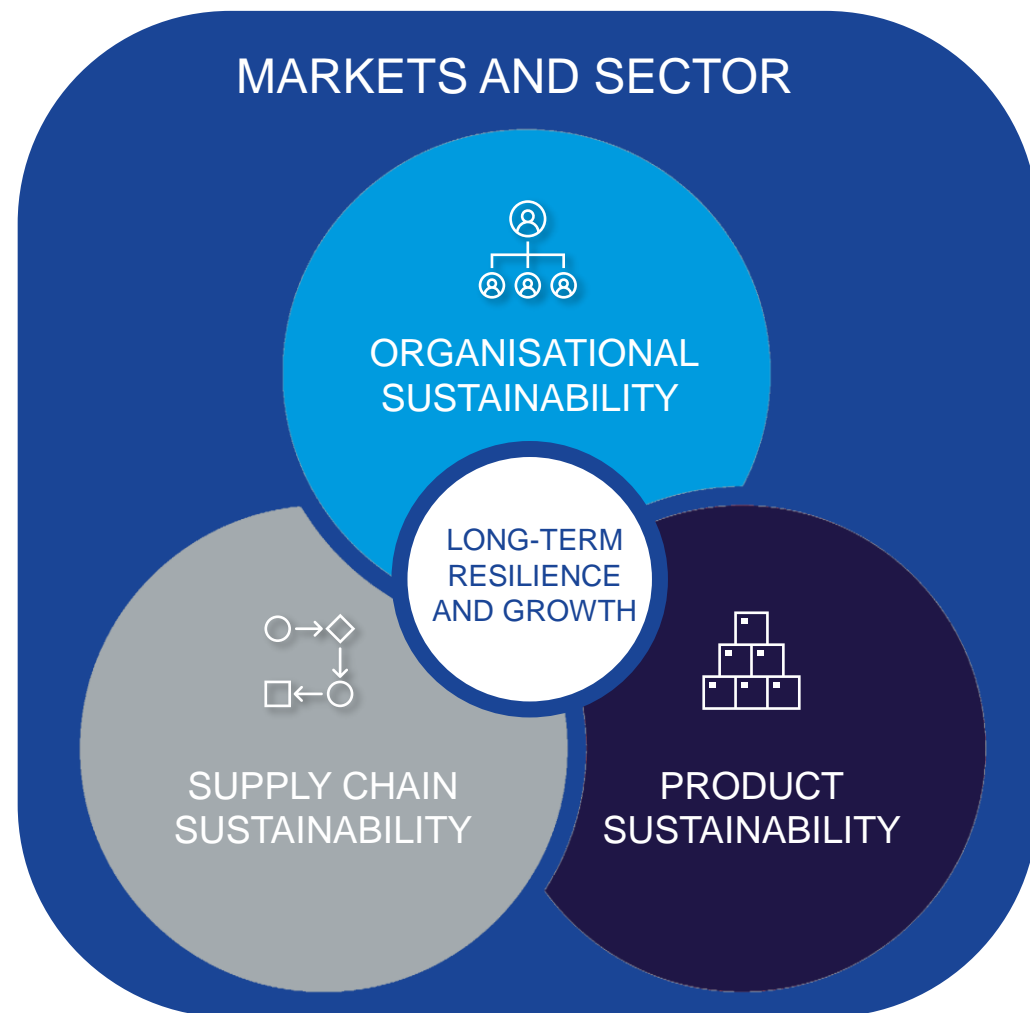 MARKETS AND SECTOR
ORGANISATIONAL
SUSTAINABILITY
LONG-TERM
RESILIENCE
AND GROWTH
SUPPLY CHAIN
SUSTAINABILITY
PRODUCT
SUSTAINABILITY